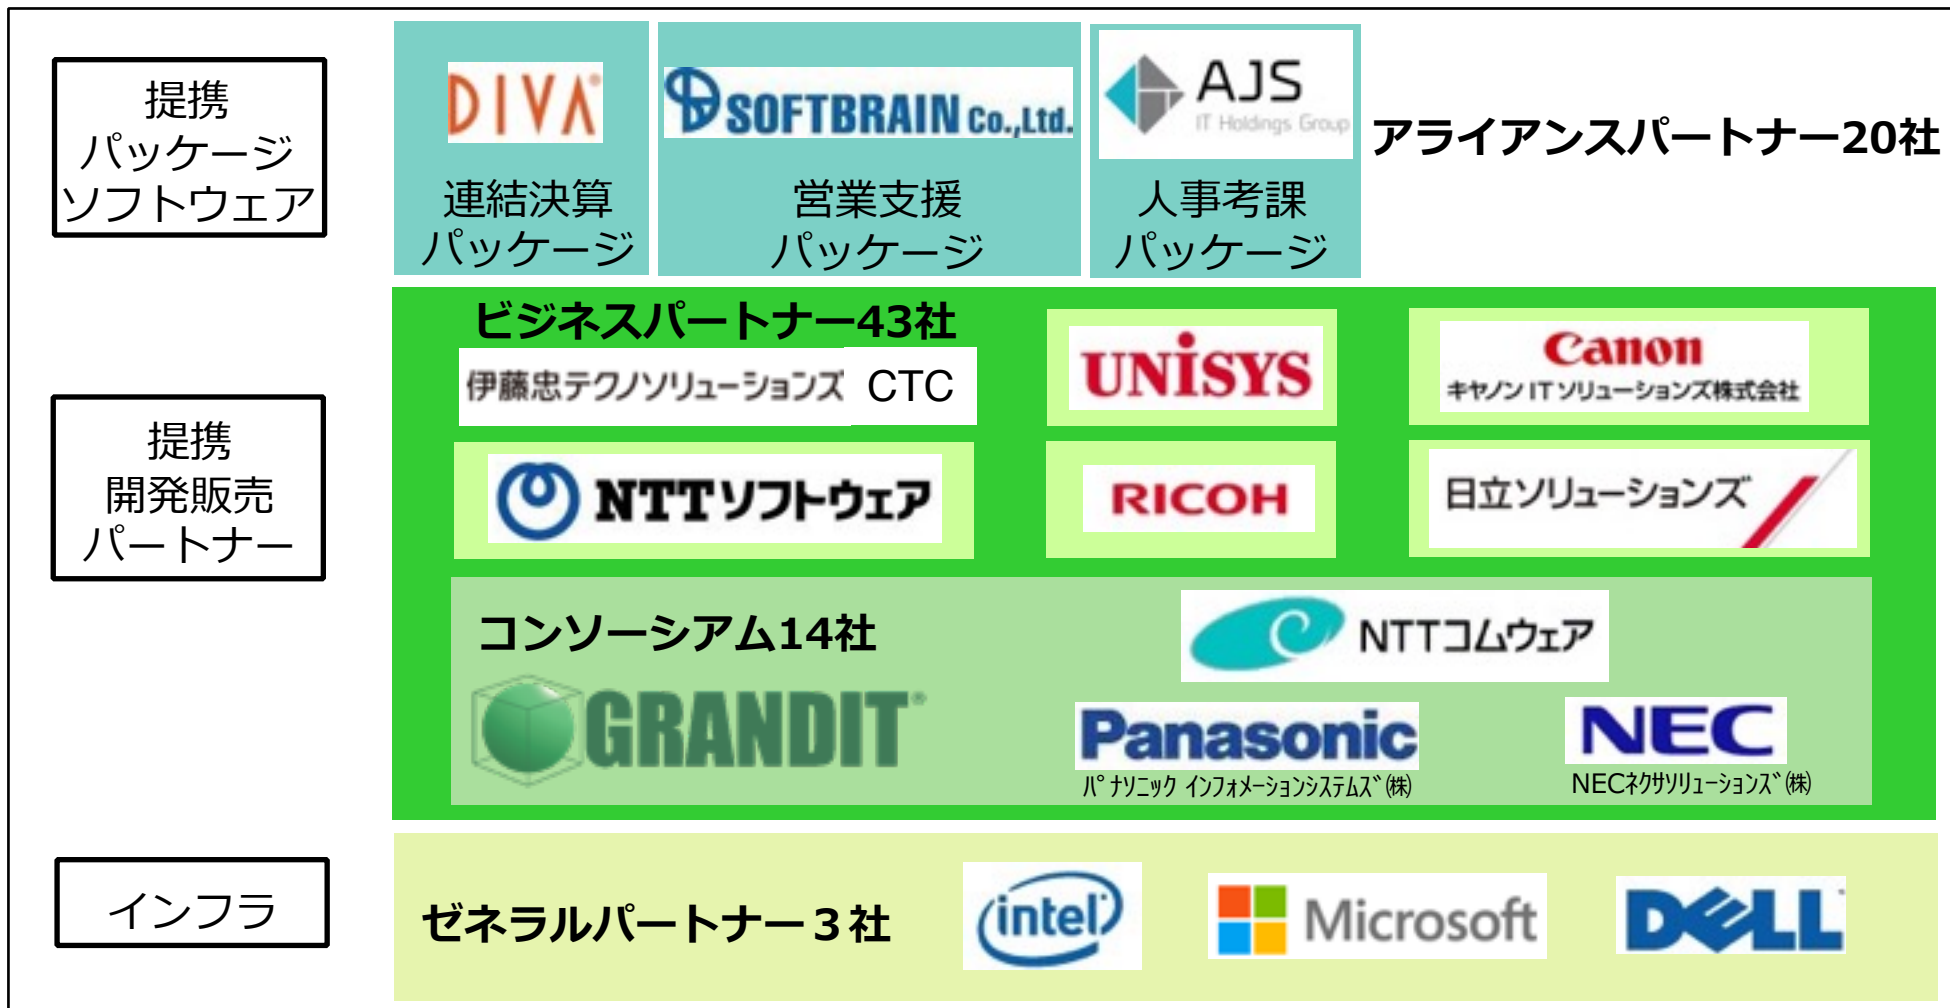 提携
パッケージ
ソフトウェア
DIVA®
連結決算
パッケージ
SOFTBRAIN Co.,Ltd.
営業支援
パッケージ
AJS
IT Holdings Group
人事考課
パッケージ
アライアンスパートナー20社
提携
開発販売
パートナー
ビジネスパートナー43社
伊藤忠テクノソリューションズ CTC
UNISYS
Canon
キヤノン ITソリューションズ株式会社
NTTソフトウェア
RICOH
日立ソリューションズ
コンソーシアム14社
GRANDIT®
NTTコムウェア
Panasonic
ﾊﾟﾅｿﾆｯｸ ｲﾝﾌｫﾒｰｼｮﾝｼｽﾃﾑｽﾞ㈱
NEC
NECﾈｸｻｿﾘｭｰｼｮﾝｽﾞ㈱
インフラ
ゼネラルパートナー３社
intel
Microsoft
DELL